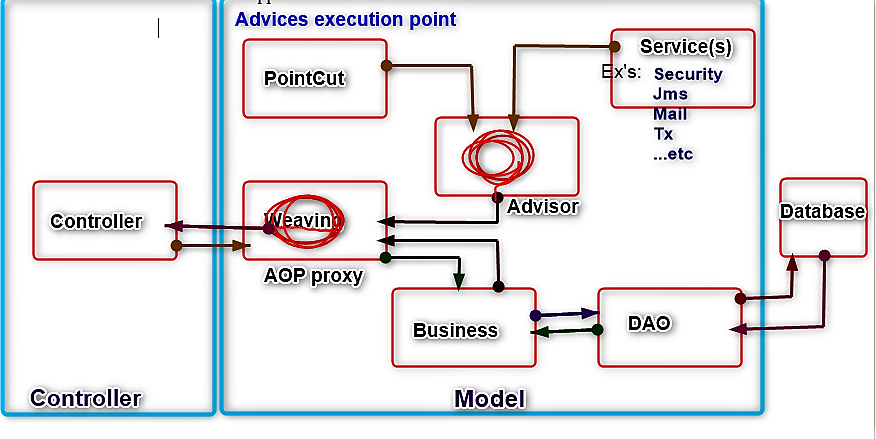 Advices execution point
PointCut
Service(s)
Ex's: Security
Jms
Mail
Tx
...etc
Advisor
Controller
Weaving
AOP proxy
Database
Business
DAO
Controller
Model